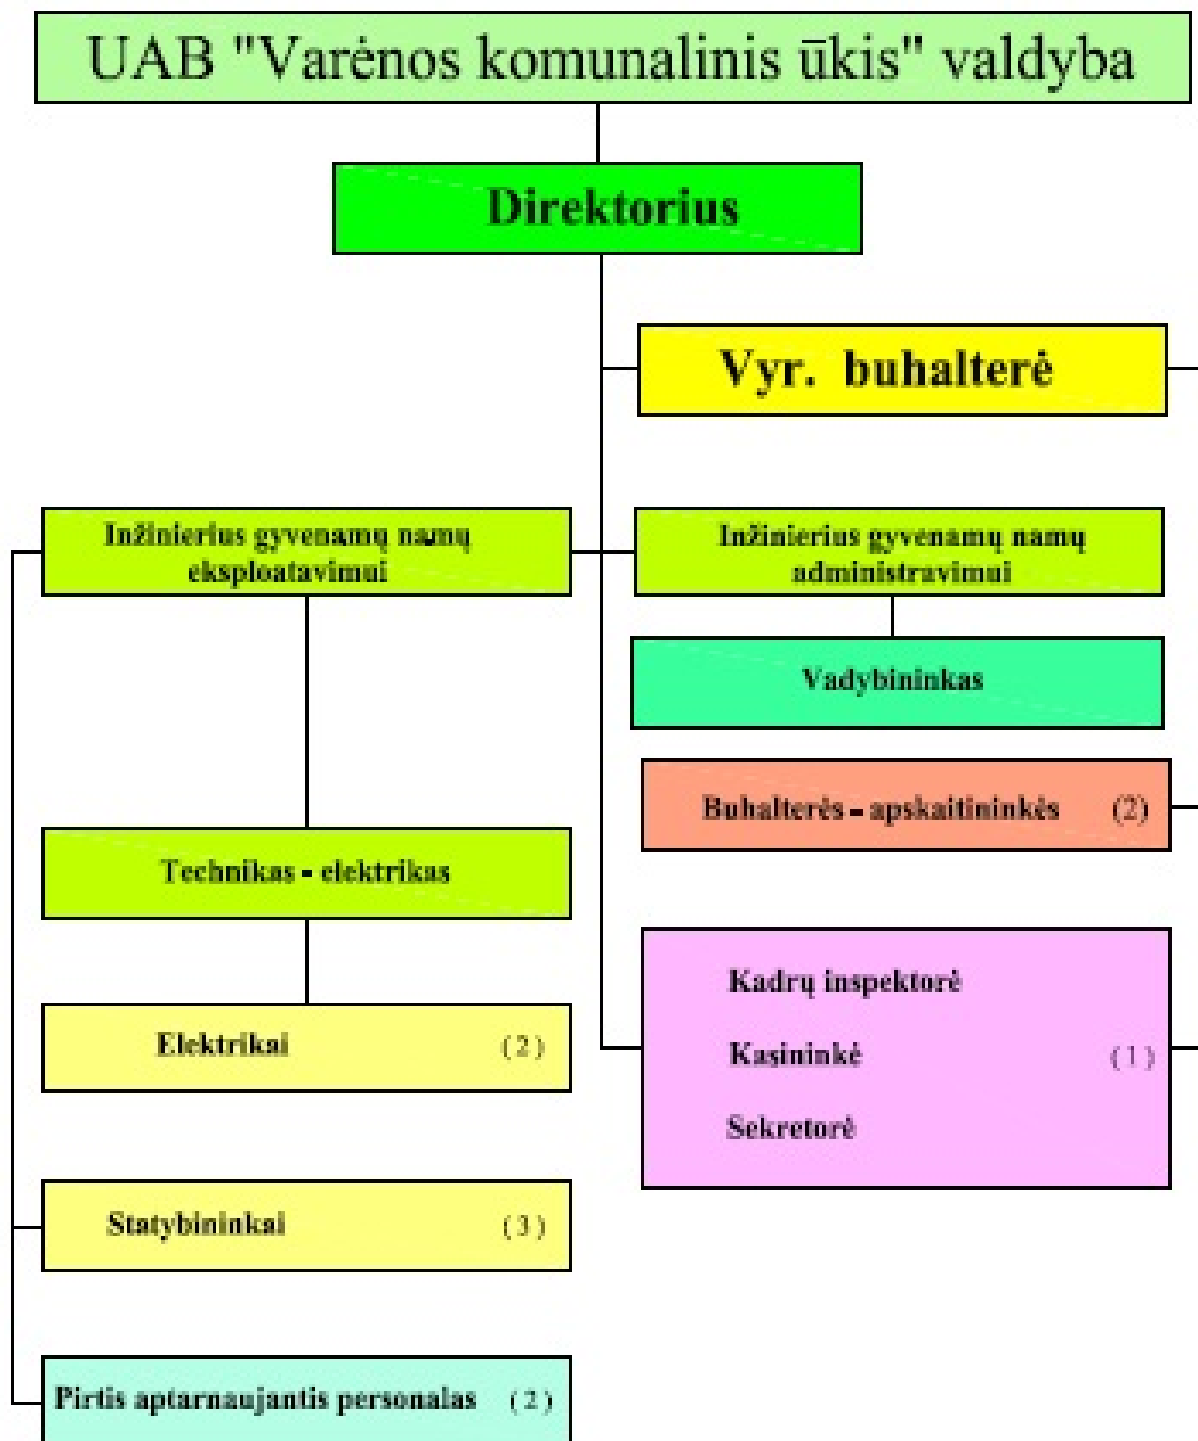 UAB "Varėnos komunalinis ūkis" valdyba
Direktorius
Vyr. buhalterė
Inžinierius gyvenamų namų
eksploatavimui
Inžinierius gyvenamų namų
administravimui
Vadybininkas
Buhalterės - apskaitininkės (2)
Technikas - elektrikas
Kadrų inspektorė
Kasininkė (1)
Sekretorė
Elektrikai (2)
Statybininkai (3)
Pirtis aptarnaujantis personalas (2)